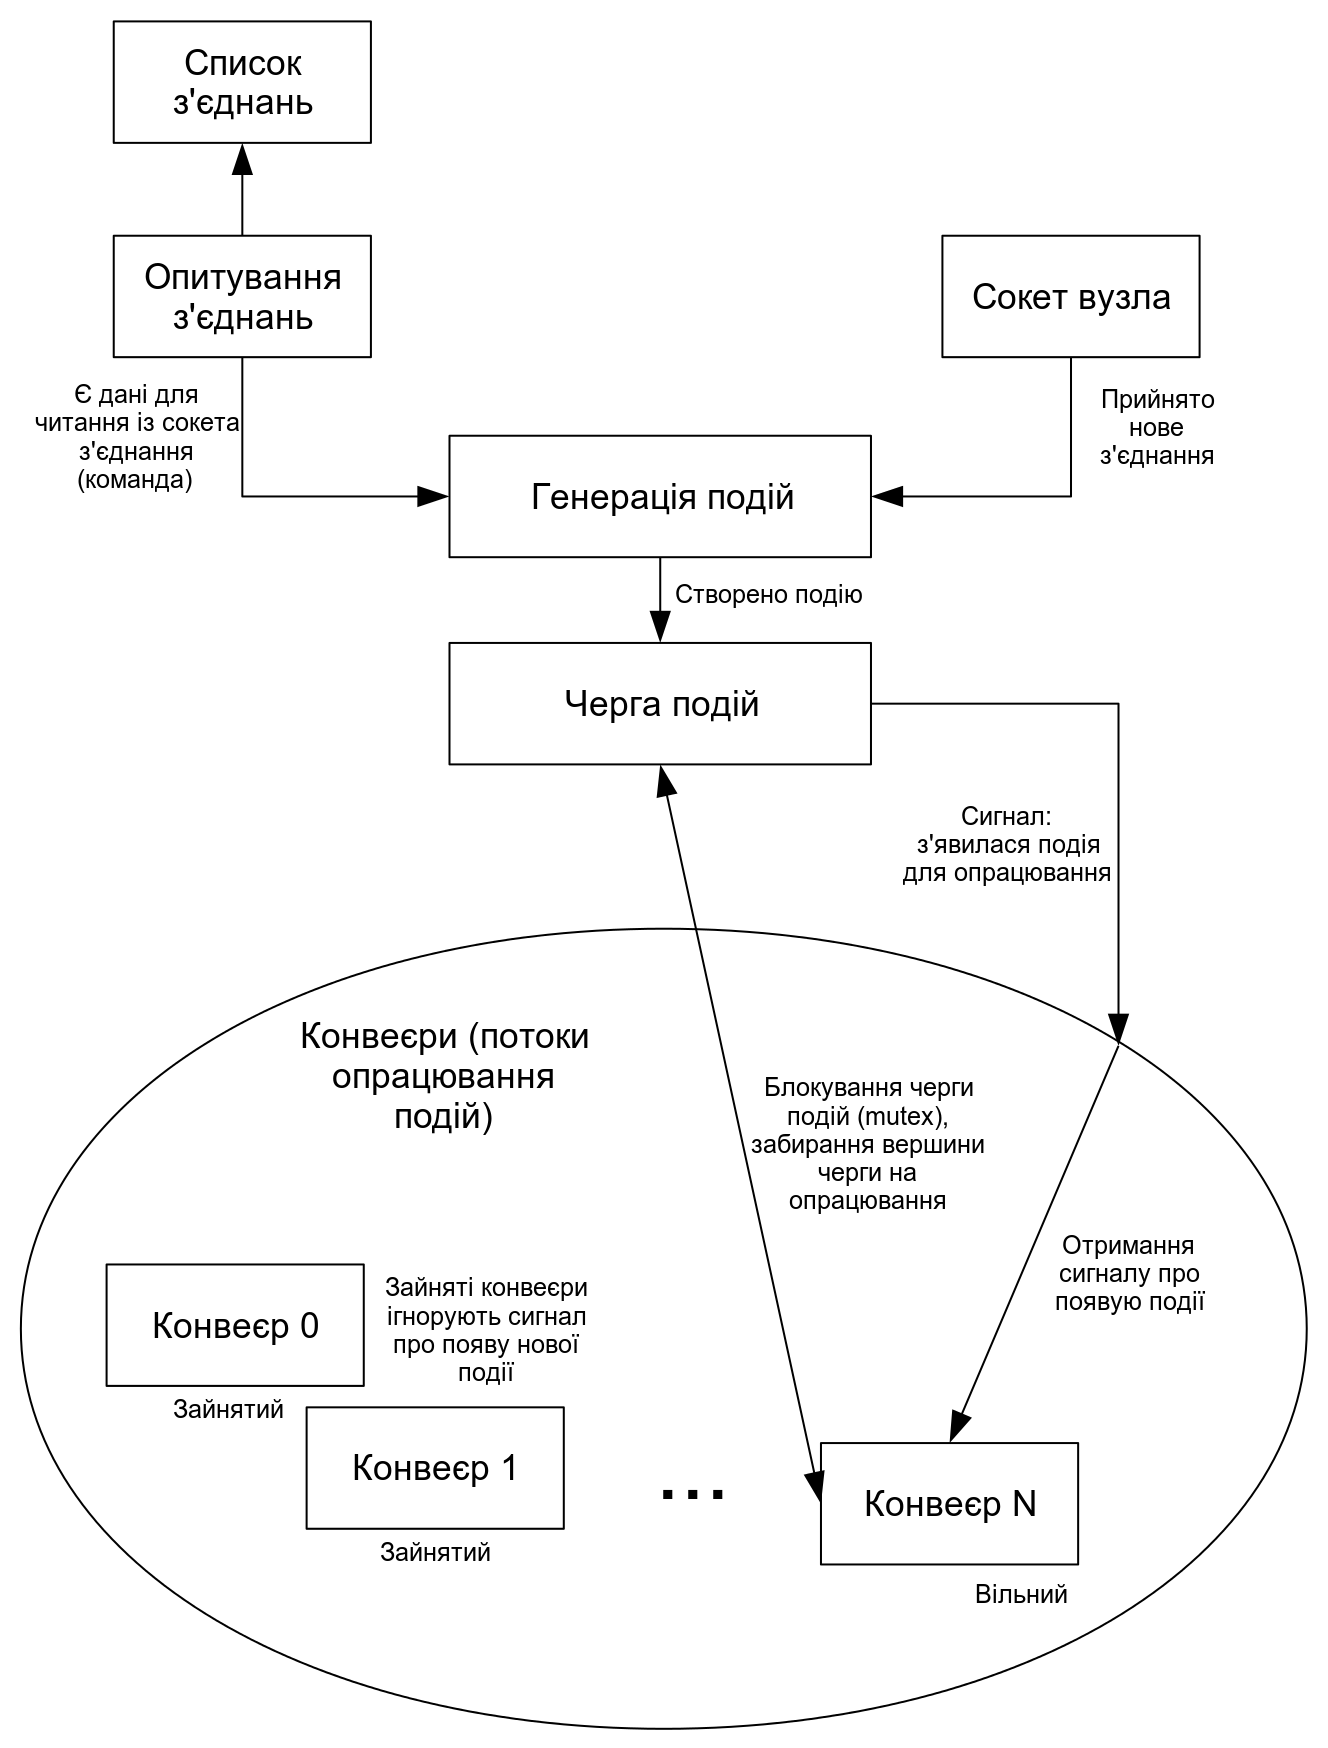 Список
з'єднань
Опитування
з'єднань
Сокет вузла
Є дані для
читання із сокета
з'єднання
(команда)
Прийнято
нове
з'єднання
Генерація подій
Створено подію
Черга подій
Сигнал:
з'явилася подія
для опрацювання
Конвеєри (потоки
опрацювання
подій)
Блокування черги
подій (mutex),
забирання вершини
черги на
опрацювання
Отримання
сигналу про
появую події
Конвеєр 0
Зайнятий
Зайняті конвеєри
ігнорують сигнал
про появу нової
події
Конвеєр 1
Зайнятий
...
Конвеєр N
Вільний